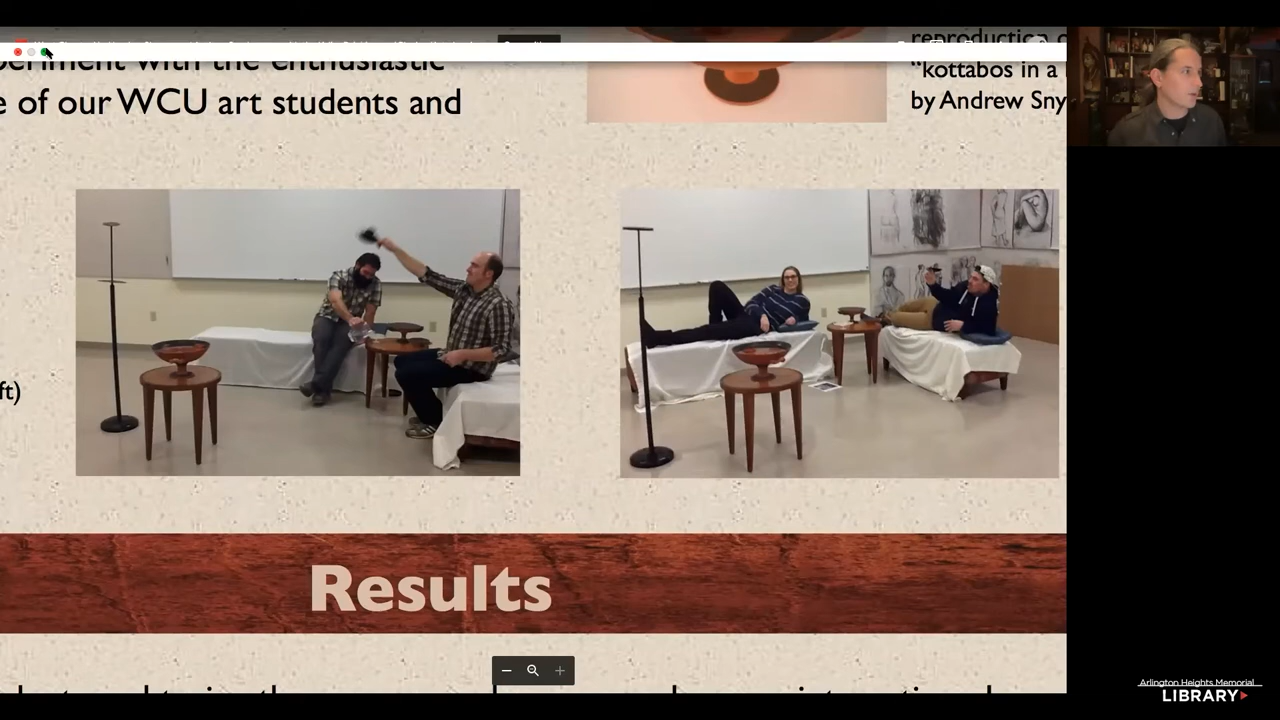 reproduction
periment with the enthusiastic
"kottabos in a
e of our WCU art students and
by Andrew Sny
ft)
Results
Arlington Heights Memorial
LIBRARY